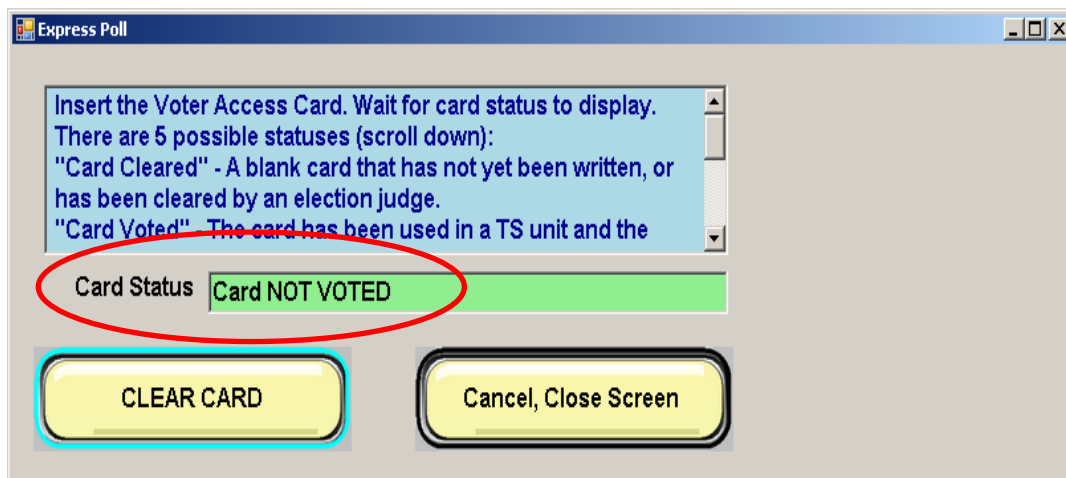 Express Poll
Insert the Voter Access Card. Wait for card status to display.
There are 5 possible statuses (scroll down):
"Card Cleared" - A blank card that has not yet been written, or
has been cleared by an election judge.
"Card Voted" - The card has been used in a TS unit and the
Card Status Card NOT VOTED
CLEAR CARD Cancel, Close Screen